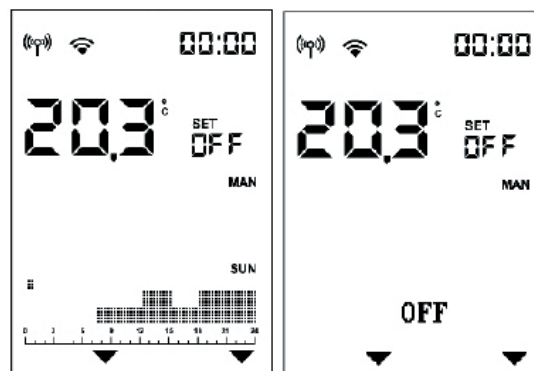 00:00
20,3 °C
SET
OFF
MAN
SUN
0 3 6 9 12 15 18 21 24
00:00
20,3 °C
SET
OFF
MAN
OFF